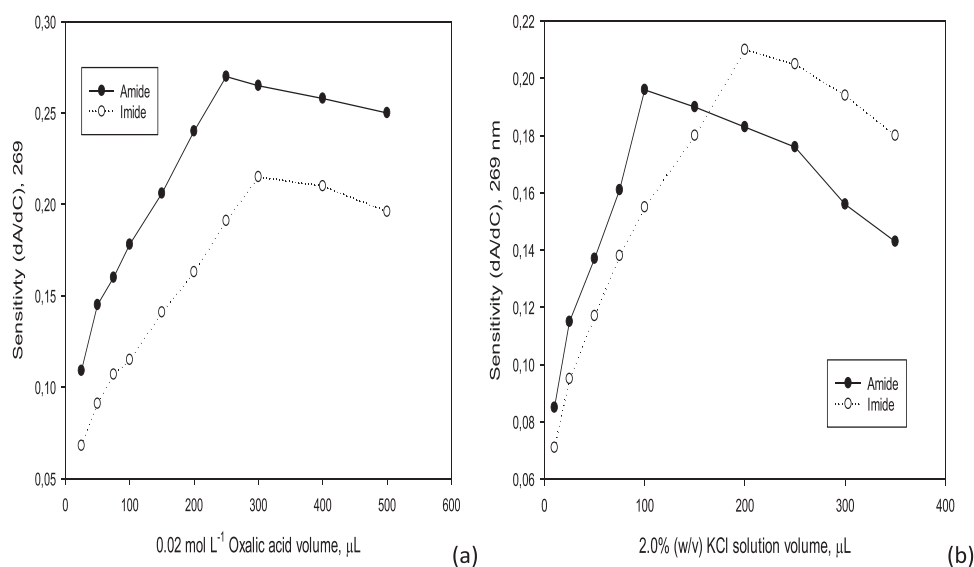 0,30
0,25
0,20
0,15
0,10
0,05
Sensitivty (dA/dC), 269
Amide
Imide
0 100 200 300 400 500 600
0.02 mol L-1 Oxalic acid volume, μL
(a)
0,22
0,20
0,18
0,16
0,14
0,12
0,10
0,08
0,06
Sensitivity (dA/dC), 269 nm
Amide
Imide
0 100 200 300 400
2.0% (w/v) KCl solution volume, μL
(b)